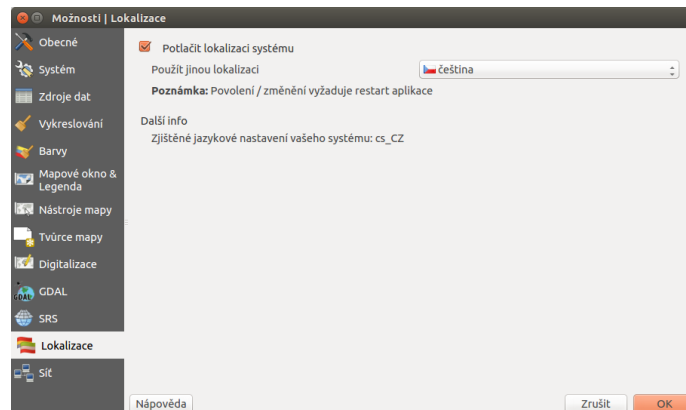 Možnosti | Lokalizace
Obecné
Systém
Zdroje dat
Vykreslování
Barvy
Mapové okno &
Legenda
Nástroje mapy
Tvůrce mapy
Digitalizace
GDAL
GDAL
SRS
Lokalizace
Síť
Potlačit lokalizaci systému
Použít jinou lokalizaci
čeština
Poznámka: Povolení / změnění vyžaduje restart aplikace
Další info
Zjištěné jazykové nastavení vašeho systému: cs_CZ
Nápověda
Zrušit
OK